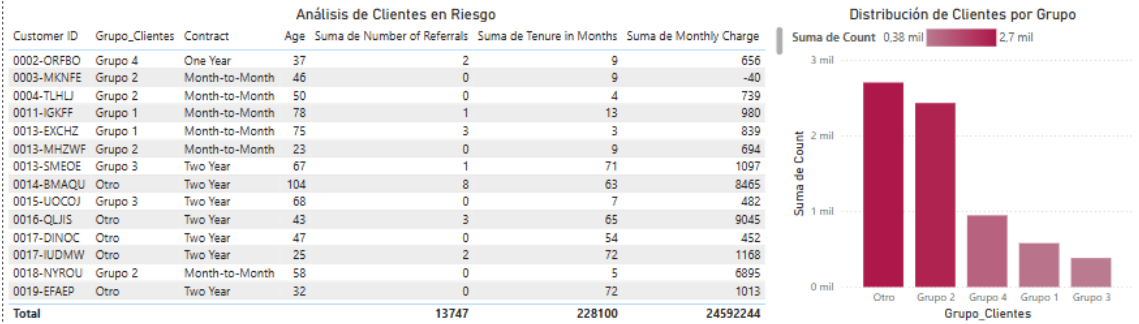 Análisis de Clientes en Riesgo
Customer ID Grupo_Clientes Contract Age Suma de Number of Referrals Suma de Tenure in Months Suma de Monthly Charge
0002-ORFBO Grupo 4 One Year 37 2 9 656
0003-MKNFE Grupo 2 Month-to-Month 46 0 9 -40
0004-TLHLJ Grupo 2 Month-to-Month 50 0 4 739
0011-IGKFF Grupo 1 Month-to-Month 78 1 13 980
0013-EXCHZ Grupo 1 Month-to-Month 75 3 3 839
0013-MHZWF Grupo 2 Month-to-Month 23 0 9 694
0013-SMEOE Grupo 3 Two Year 67 1 71 1097
0014-BMAQU Otro Two Year 104 8 63 8465
0015-UOCOJ Grupo 3 Two Year 68 0 7 482
0016-QLJIS Otro Two Year 43 3 65 9045
0017-DINOC Otro Two Year 47 0 54 452
0017-IUDMW Otro Two Year 25 2 72 1168
0018-NYROU Grupo 2 Month-to-Month 58 0 5 6895
0019-EFAEP Otro Two Year 32 0 72 1013
Total 13747 228100 24592244
Distribución de Clientes por Grupo
Suma de Count 0,38 mil 2,7 mil
3 mil
2 mil
1 mil
0 mil
Suma de Count
Otro Grupo 2 Grupo 4 Grupo 1 Grupo 3
Grupo_Clientes